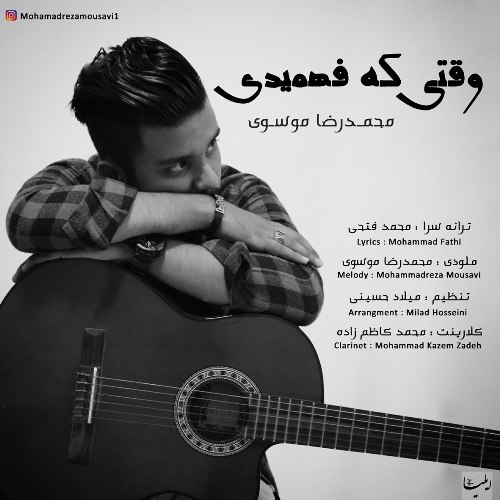 Mohamadrezamousavi1
وقتی که فهمیدی
محمدرضا موسوی
ترانه سرا : محمد فتحی
Lyrics : Mohammad Fathi
ملودی : محمدرضا موسوی
Melody : Mohammadreza Mousavi
تنظیم : میلاد حسینی
Arrangment : Milad Hosseini
کلارینت : محمد کاظم زاده
Clarinet : Mohammad Kazem Zadeh